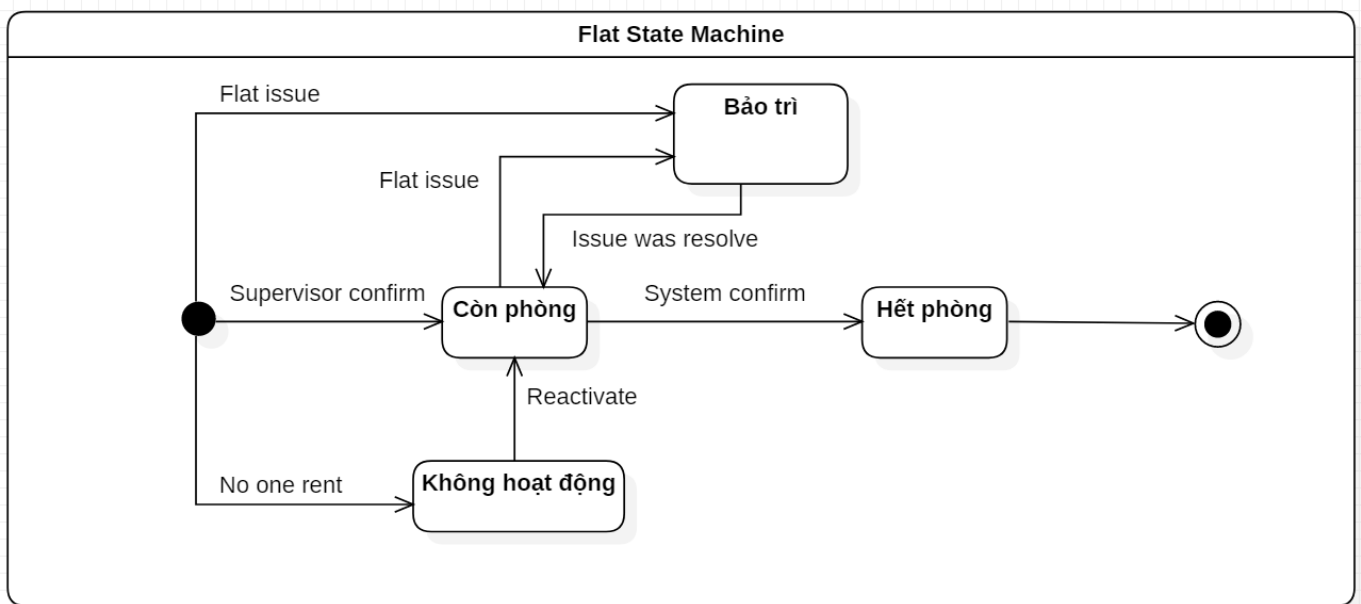 Flat State Machine
Flat issue
Bảo trì
Flat issue
Issue was resolve
Supervisor confirm
Còn phòng
System confirm
Hết phòng
Reactivate
No one rent
Không hoạt động